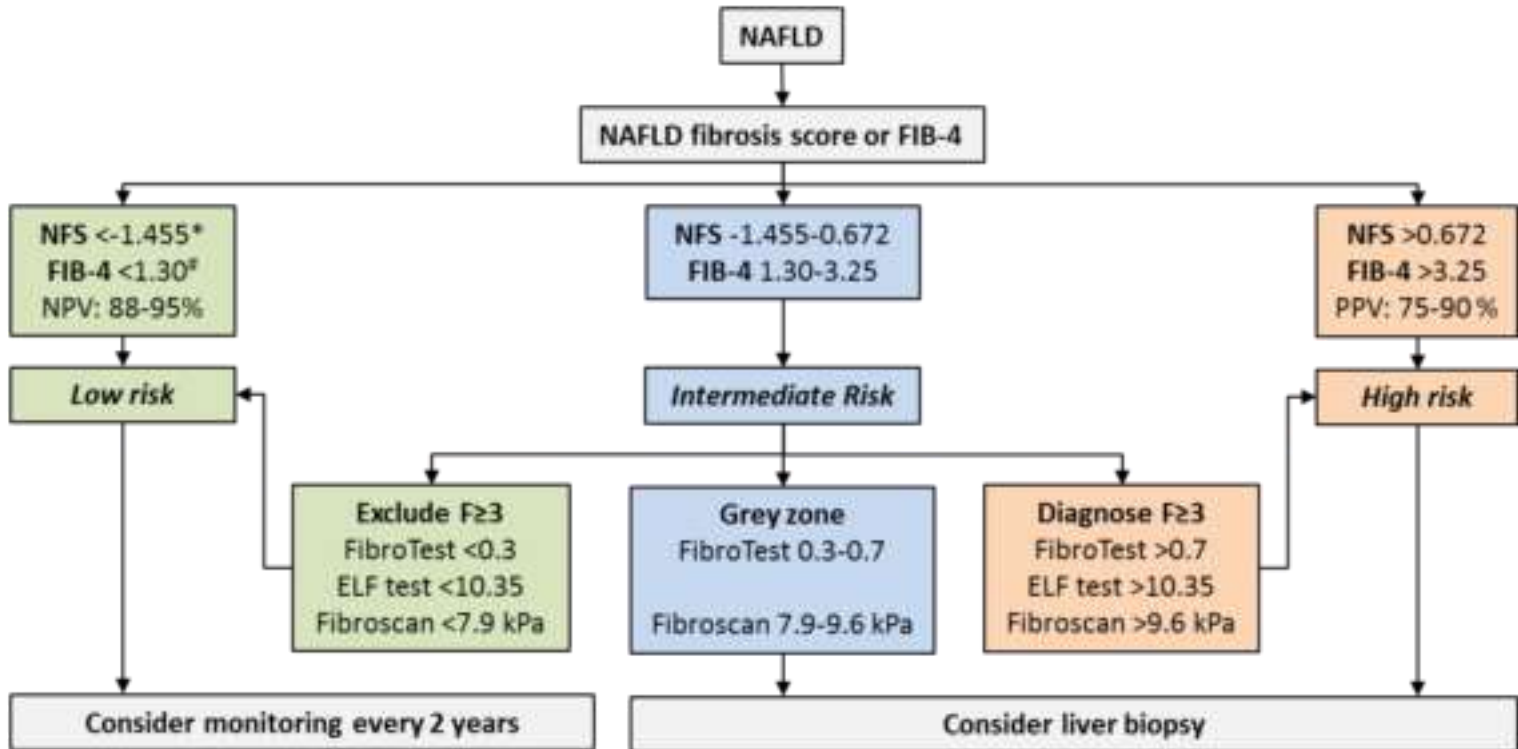 NAFLD
NAFLD fibrosis score or FIB-4
NFS <-1.455*
FIB-4 <1.30#
NPV: 88-95%
NFS -1.455-0.672
FIB-4 1.30-3.25
NFS >0.672
FIB-4 >3.25
PPV: 75-90 %
Low risk
Intermediate Risk
High risk
Exclude F≥3
FibroTest <0.3
ELF test <10.35
Fibroscan <7.9 kPa
Grey zone
FibroTest 0.3-0.7
Fibroscan 7.9-9.6 kPa
Diagnose F≥3
FibroTest >0.7
ELF test >10.35
Fibroscan >9.6 kPa
Consider monitoring every 2 years
Consider liver biopsy